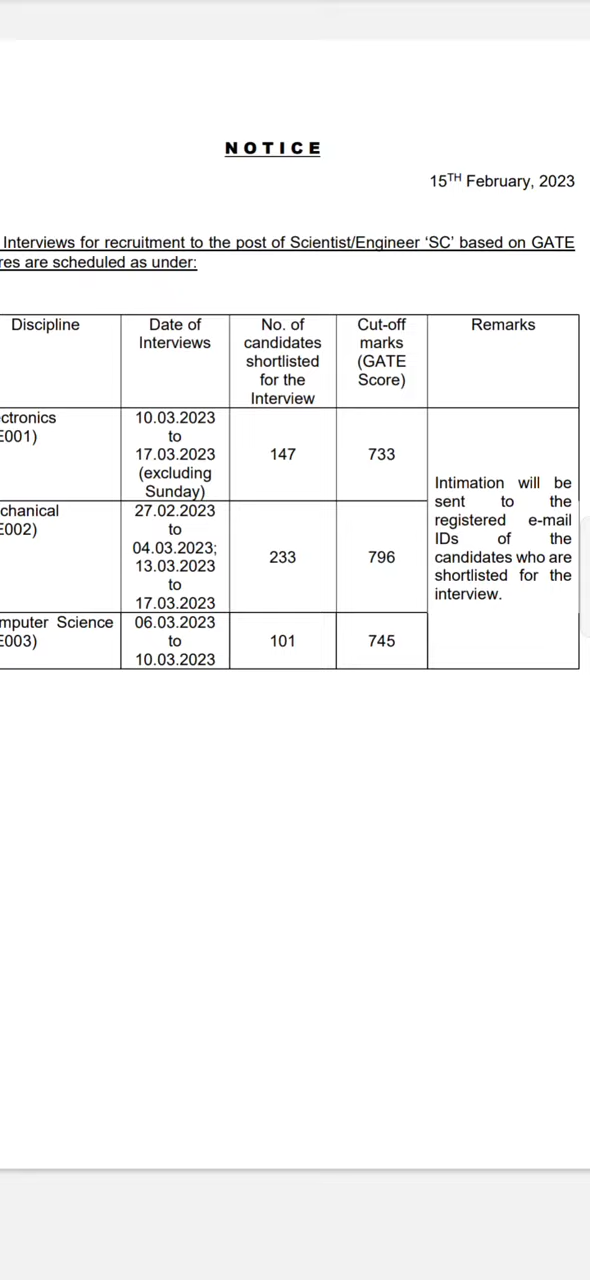 NOTICE
15TH February, 2023
Interviews for recruitment to the post of Scientist/Engineer ‘SC’ based on GATE
res are scheduled as under:
Discipline
Date of
Interviews
No. of
candidates
shortlisted
for the
Interview
Cut-off
marks
(GATE
Score)
Remarks
ctronics
E001)
10.03.2023
to
17.03.2023
(excluding
Sunday)
147
733
chanical
E002)
27.02.2023
to
04.03.2023;
13.03.2023
to
17.03.2023
233
796
mputer Science
E003)
06.03.2023
to
10.03.2023
101
745
Intimation will be
sent to the
registered e-mail
IDs of the
candidates who are
shortlisted for the
interview.